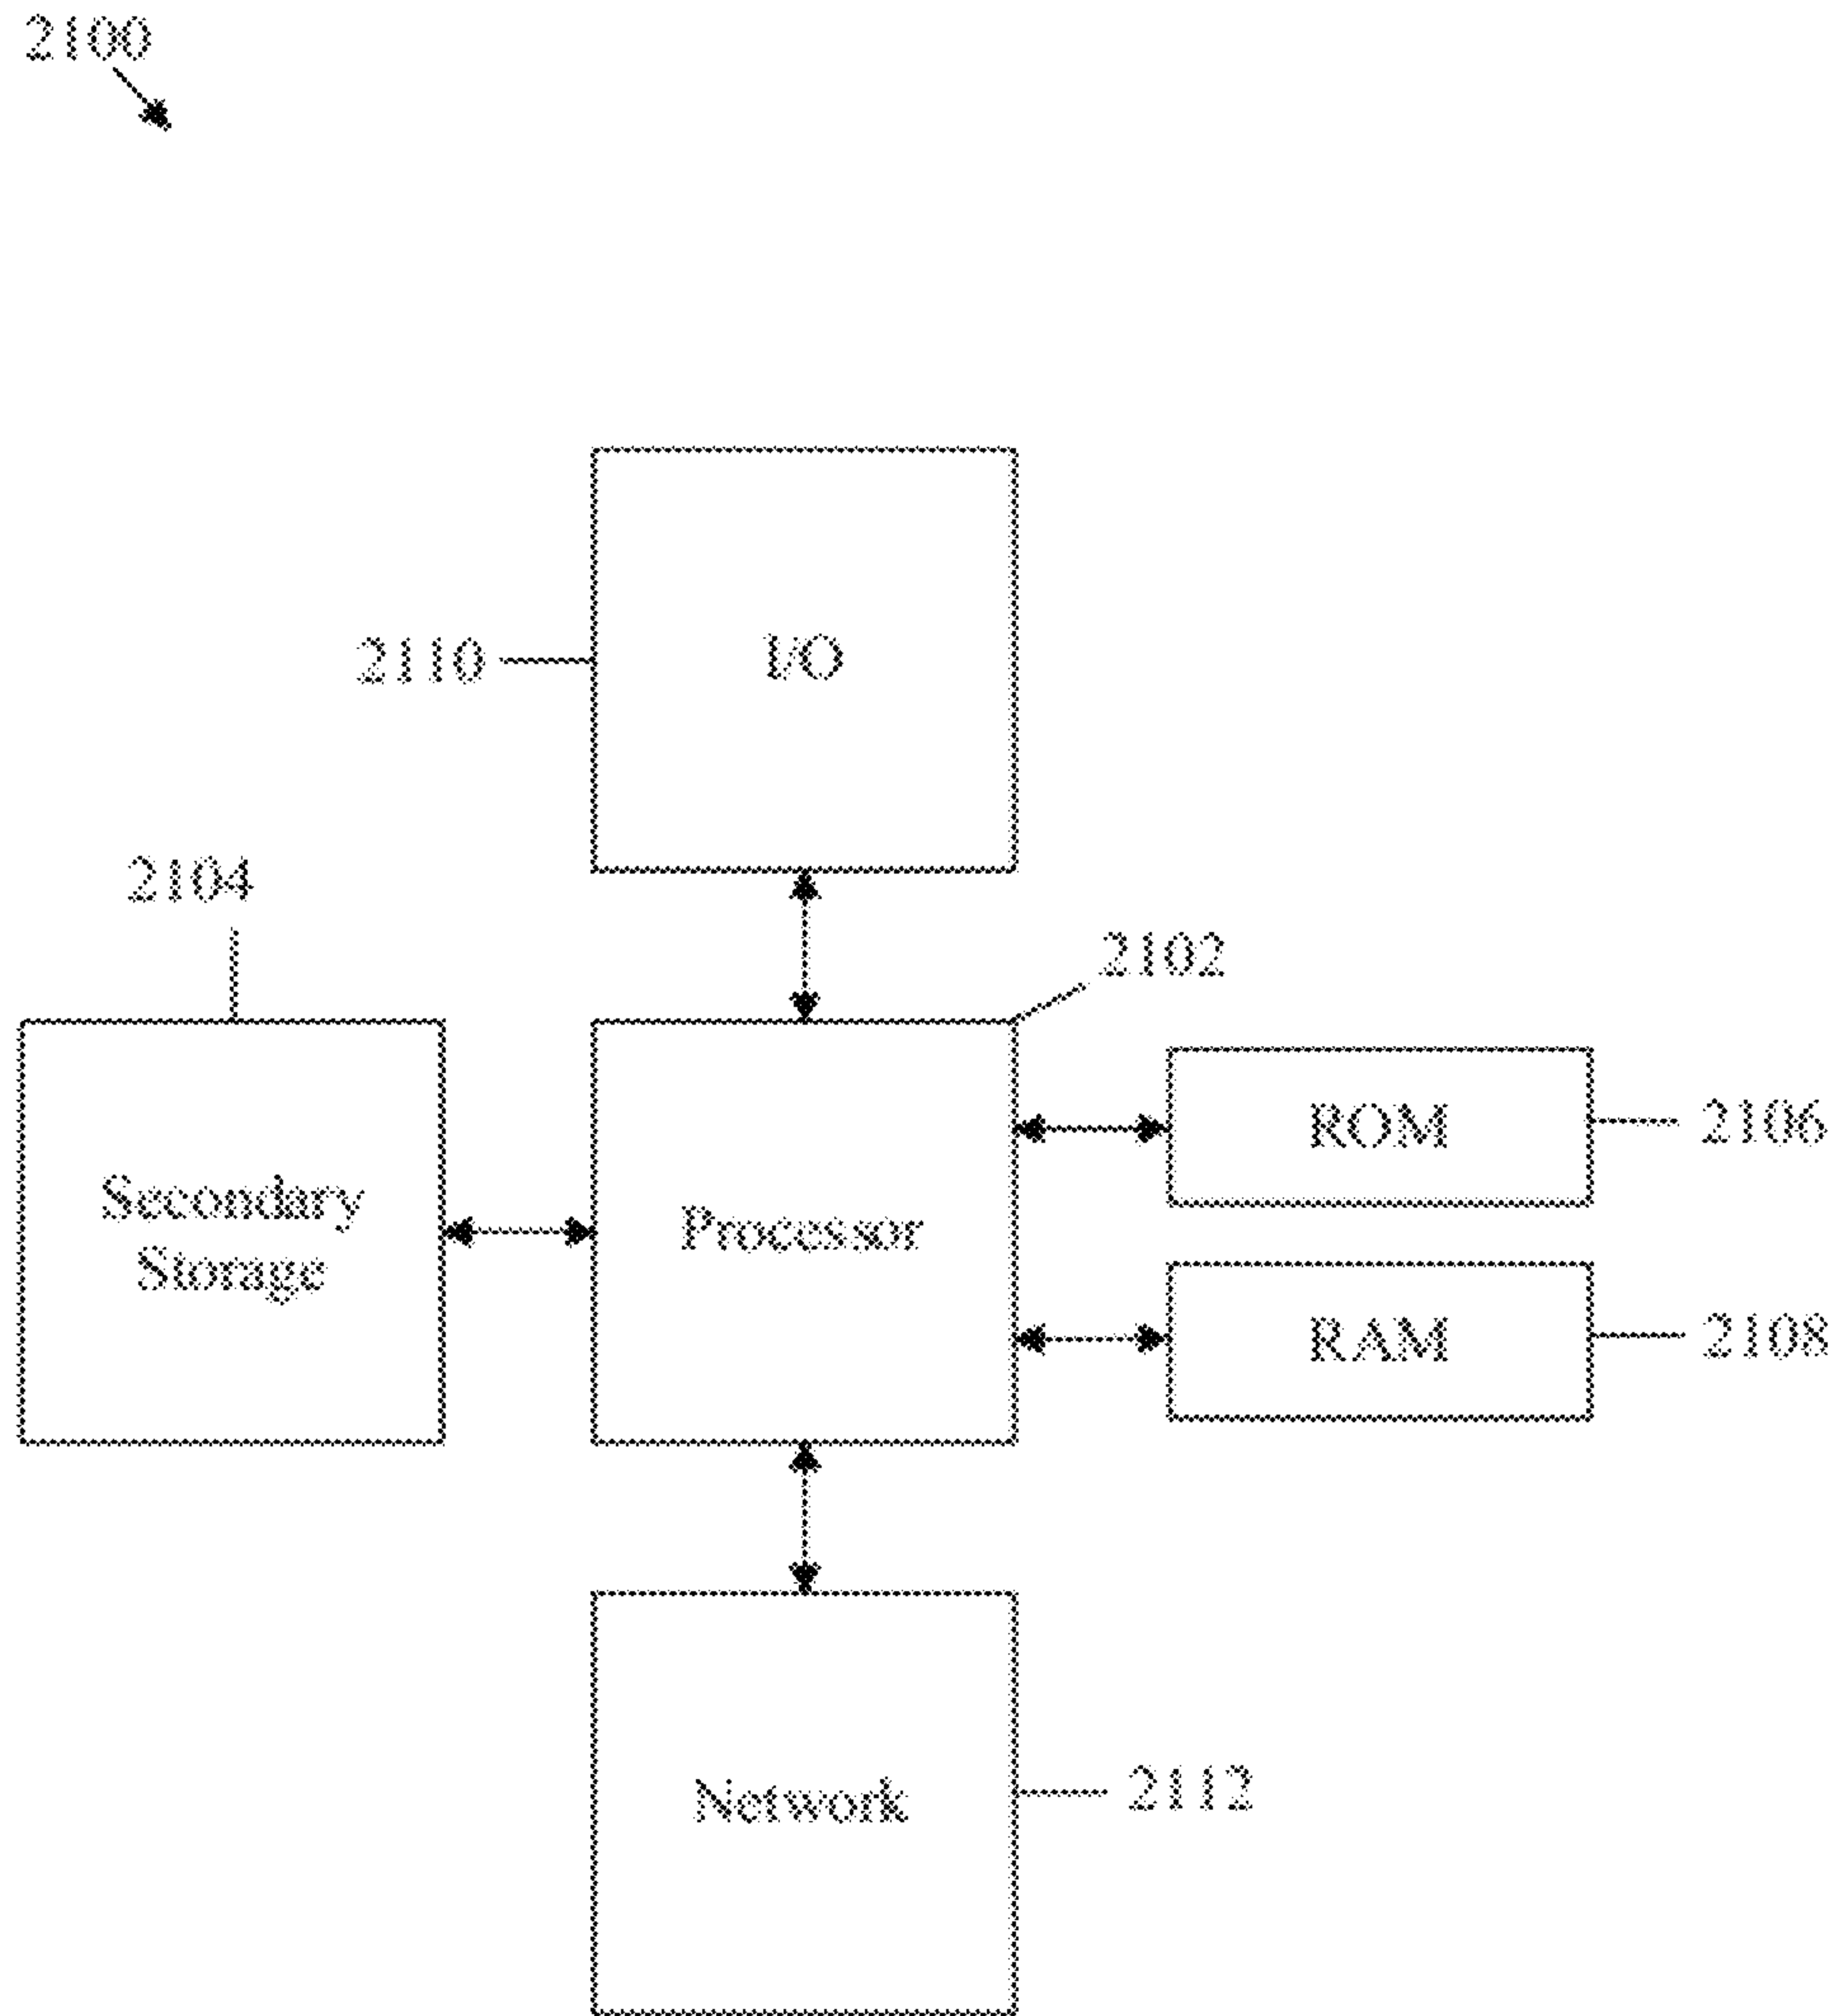 2100
I/O
2110
2104
2102
Secondary
Storage
Processor
ROM
2106
RAM
2108
Network
2112